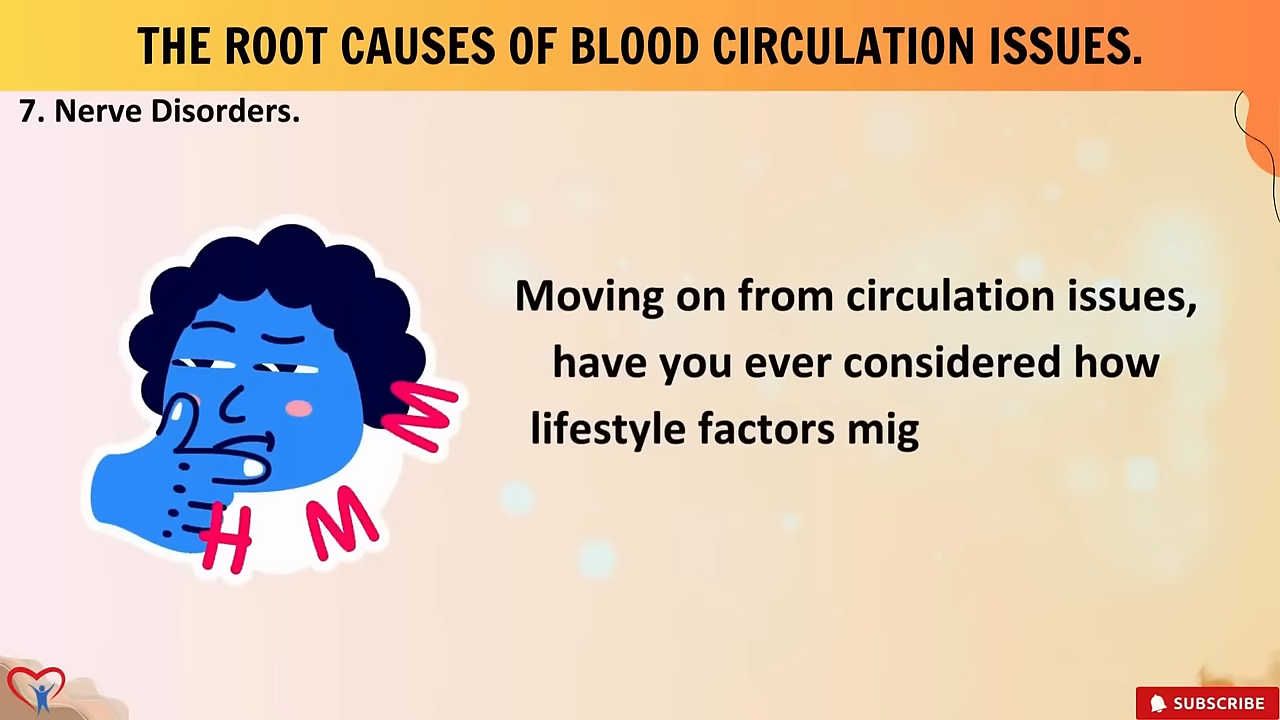 THE ROOT CAUSES OF BLOOD CIRCULATION ISSUES.
7. Nerve Disorders.
Moving on from circulation issues,
have you ever considered how
lifestyle factors mig
H M M
SUBSCRIBE